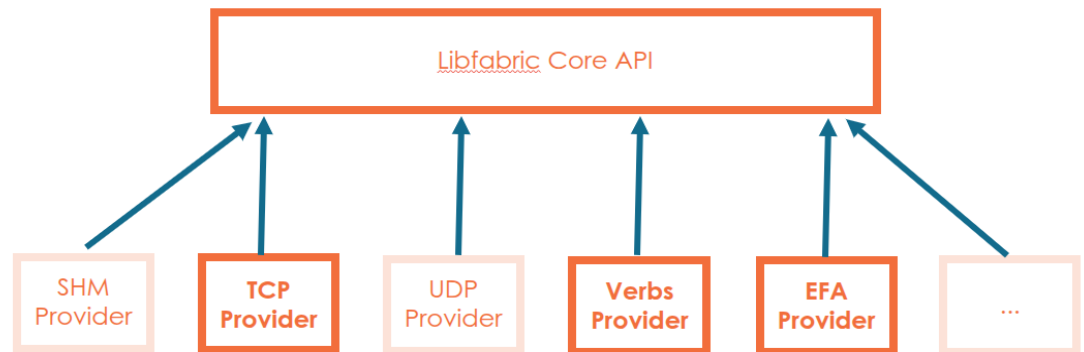 Libfabric Core API
SHM
Provider
TCP
Provider
UDP
Provider
Verbs
Provider
EFA
Provider
...